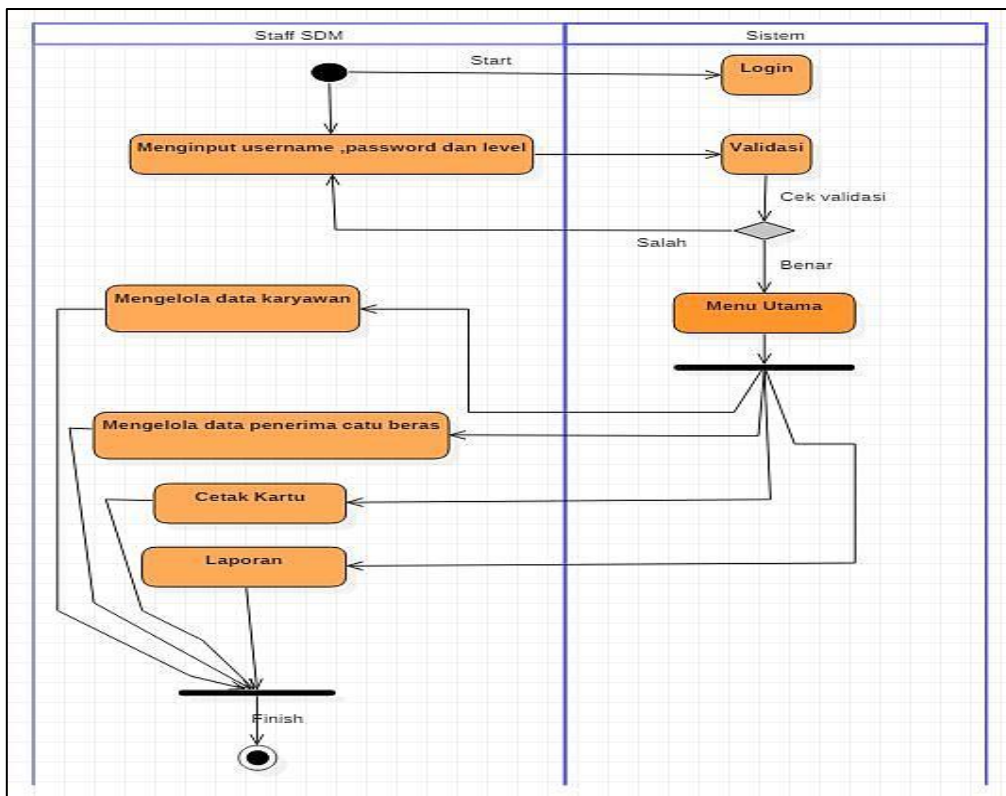 Staff SDM
Sistem
Start
Login
Menginput username ,password dan level
Validasi
Cek validasi
Salah
Benar
Mengelola data karyawan
Menu Utama
Mengelola data penerima catu beras
Cetak Kartu
Laporan
Finish